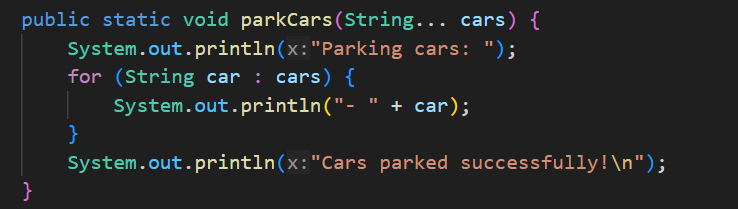 public static void parkCars(String... cars) {
    System.out.println(x:"Parking cars: ");
    for (String car : cars) {
        System.out.println("- " + car);
    }
    System.out.println(x:"Cars parked successfully!\n");
}